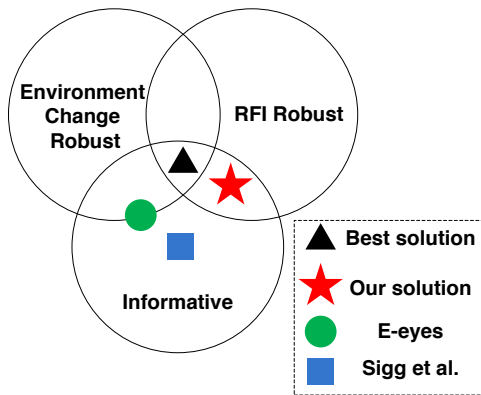 Environment
Change
Robust
RFI Robust
Informative
Best solution
Our solution
E-eyes
Sigg et al.